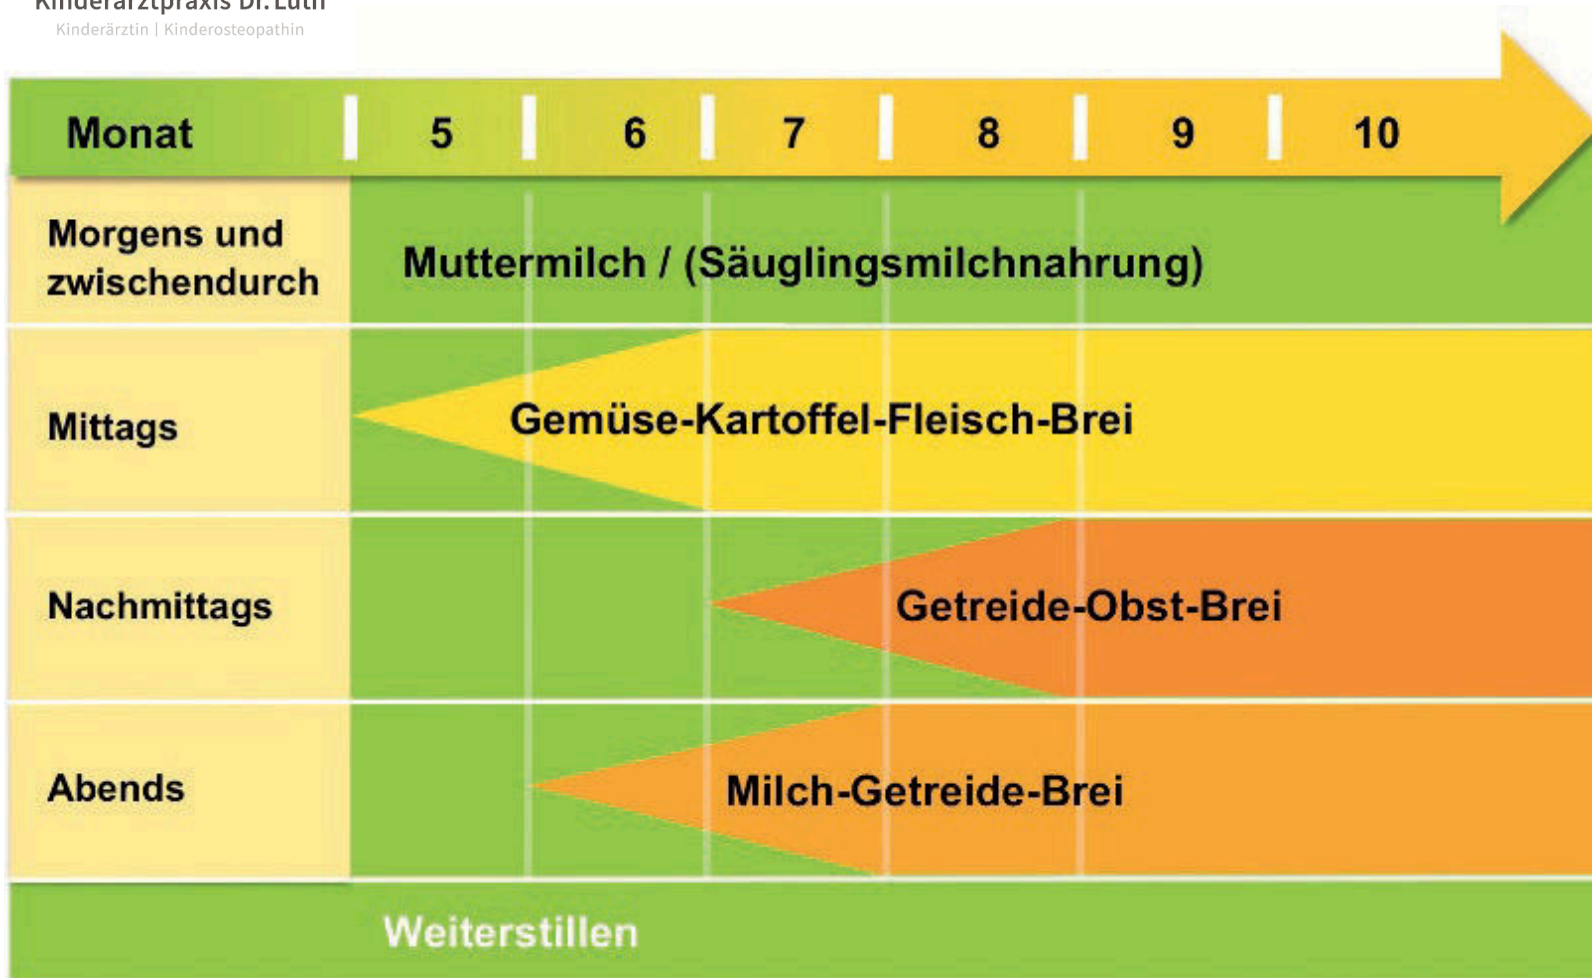 Kinderarztpraxis Dr. Lüth
Kinderärztin | Kinderosteopathin
Monat 5 6 7 8 9 10
Morgens und
zwischendurch
Muttermilch / (Säuglingsmilchnahrung)
Mittags
Gemüse-Kartoffel-Fleisch-Brei
Nachmittags
Getreide-Obst-Brei
Abends
Milch-Getreide-Brei
Weiterstillen